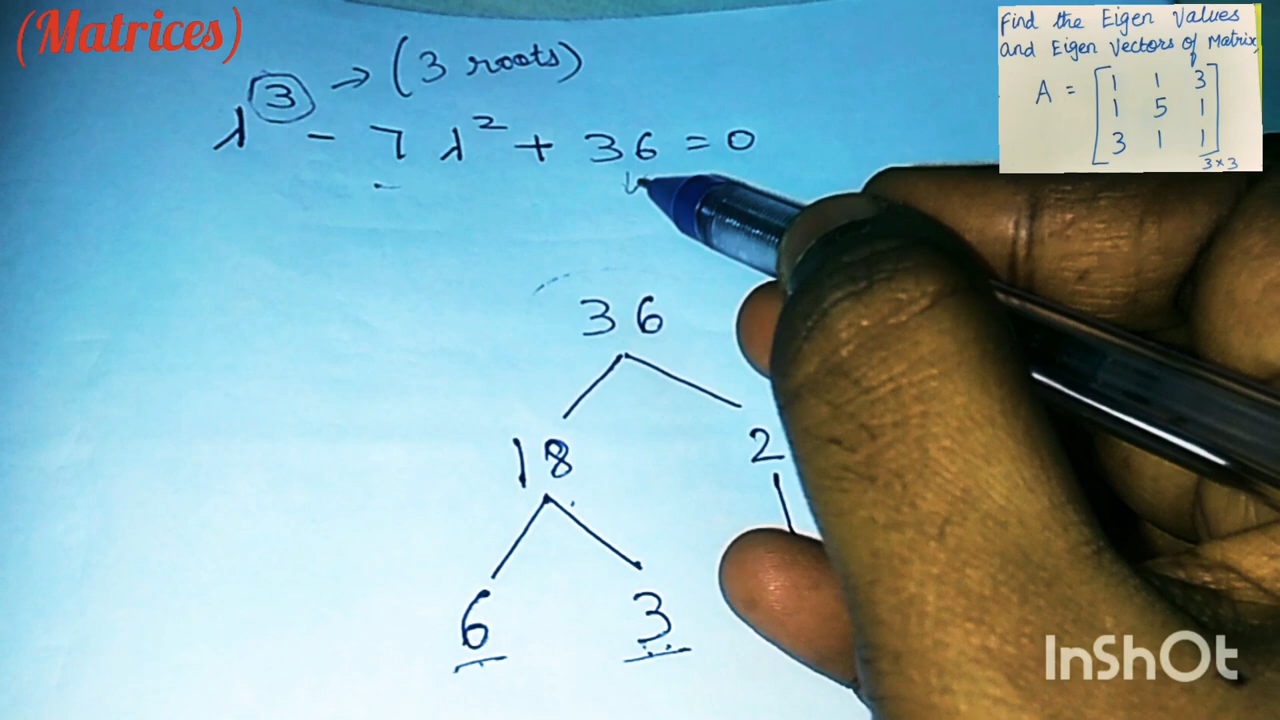 (Matrices)
Find the Eigen Values
and Eigen Vectors of Matrix,
A = [1 1 3
1 5 1
3 1 1]3×3
λ³ → (3 roots)
- 7λ² + 36 = 0
36
18 2
6 3
InShOt